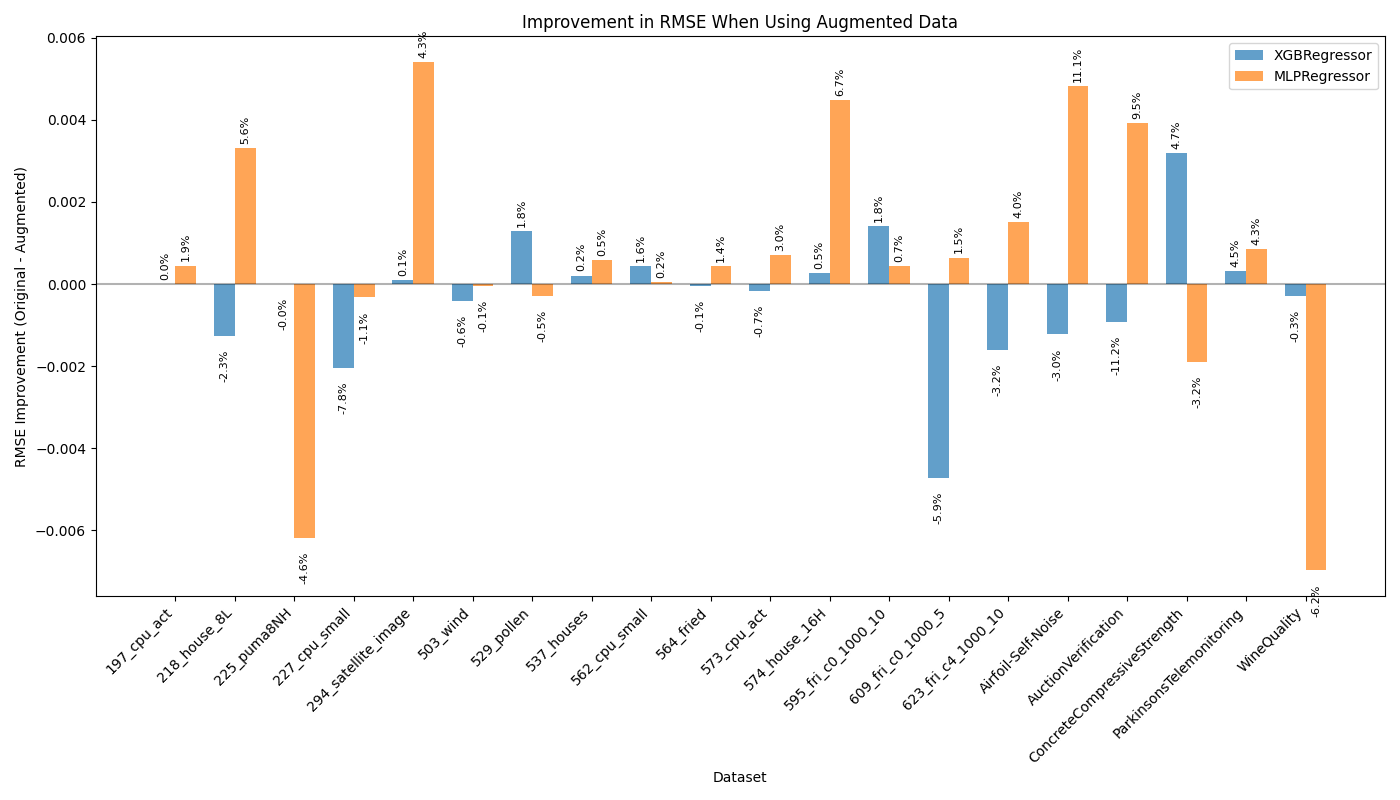 Improvement in RMSE When Using Augmented Data
XGBRegressor
MLPRegressor
RMSE Improvement (Original - Augmented)
0.006
0.004
0.002
0.000
−0.002
−0.004
−0.006
0.0%
1.9%
-2.3%
5.6%
-0.0%
-4.6%
-7.8%
-1.1%
0.1%
4.3%
-0.6%
-0.1%
1.8%
-0.5%
0.2%
0.5%
1.6%
0.2%
-0.1%
1.4%
-0.7%
3.0%
0.5%
6.7%
1.8%
0.7%
-5.9%
1.5%
-3.2%
4.0%
-3.0%
11.1%
-11.2%
9.5%
4.7%
-3.2%
4.5%
4.3%
-0.3%
-6.2%
197_cpu_act
218_house_8L
225_puma8NH
227_cpu_small
294_satellite_image
503_wind
529_pollen
537_houses
562_cpu_small
564_fried
573_cpu_act
574_house_16H
595_fri_c0_1000_10
609_fri_c0_1000_5
623_fri_c4_1000_10
Airfoil-Self-Noise
AuctionVerification
ConcreteCompressiveStrength
ParkinsonsTelemonitoring
WineQuality
Dataset